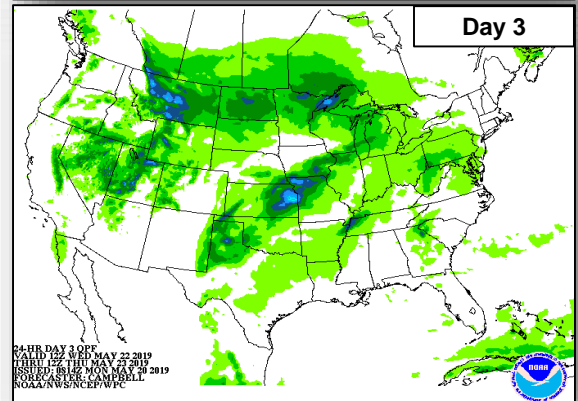 Day 3
24-HR DAY 3 QPF
VALID 12Z WED MAY 22 2019
THRU 12Z THU MAY 23 2019
ISSUED: 0814Z MON MAY 20 2019
FORECASTER: CAMPBELL
NOAA/NWS/NCEP/WPC
NOAA